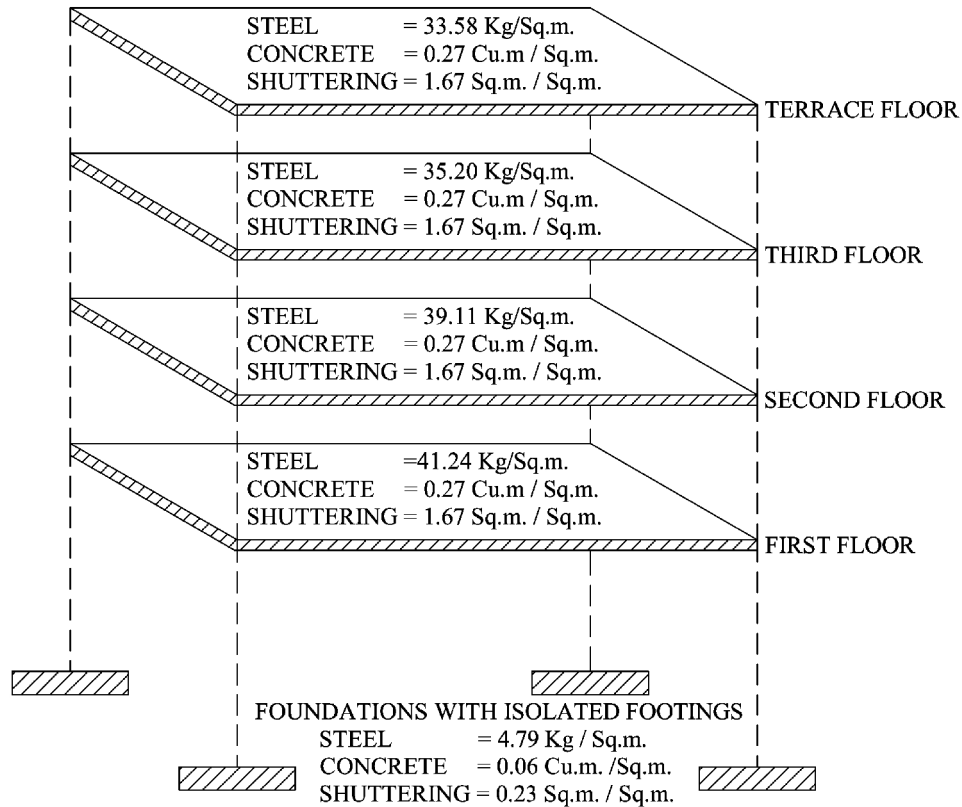 STEEL = 33.58 Kg/Sq.m.
CONCRETE = 0.27 Cu.m / Sq.m.
SHUTTERING = 1.67 Sq.m. / Sq.m.
TERRACE FLOOR
STEEL = 35.20 Kg/Sq.m.
CONCRETE = 0.27 Cu.m / Sq.m.
SHUTTERING = 1.67 Sq.m. / Sq.m.
THIRD FLOOR
STEEL = 39.11 Kg/Sq.m.
CONCRETE = 0.27 Cu.m / Sq.m.
SHUTTERING = 1.67 Sq.m. / Sq.m.
SECOND FLOOR
STEEL =41.24 Kg/Sq.m.
CONCRETE = 0.27 Cu.m / Sq.m.
SHUTTERING = 1.67 Sq.m. / Sq.m.
FIRST FLOOR
FOUNDATIONS WITH ISOLATED FOOTINGS
STEEL = 4.79 Kg / Sq.m.
CONCRETE = 0.06 Cu.m. /Sq.m.
SHUTTERING = 0.23 Sq.m. / Sq.m.